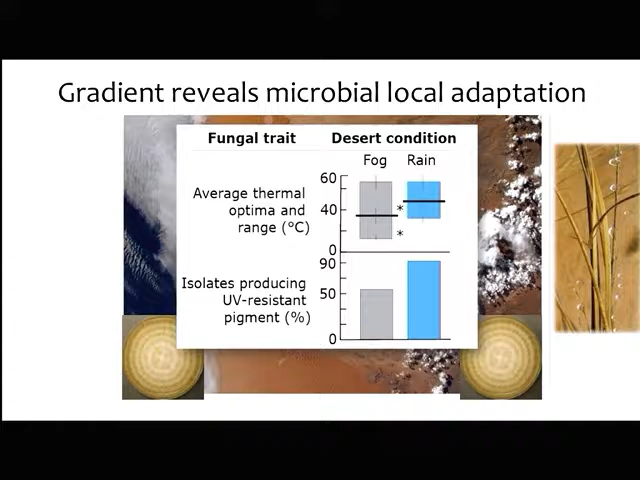 Gradient reveals microbial local adaptation
Fungal trait
Desert condition
Fog
Rain
Average thermal
optima and
range (°C)
60
40
0
*
*
Isolates producing
UV-resistant
pigment (%)
90
50
0